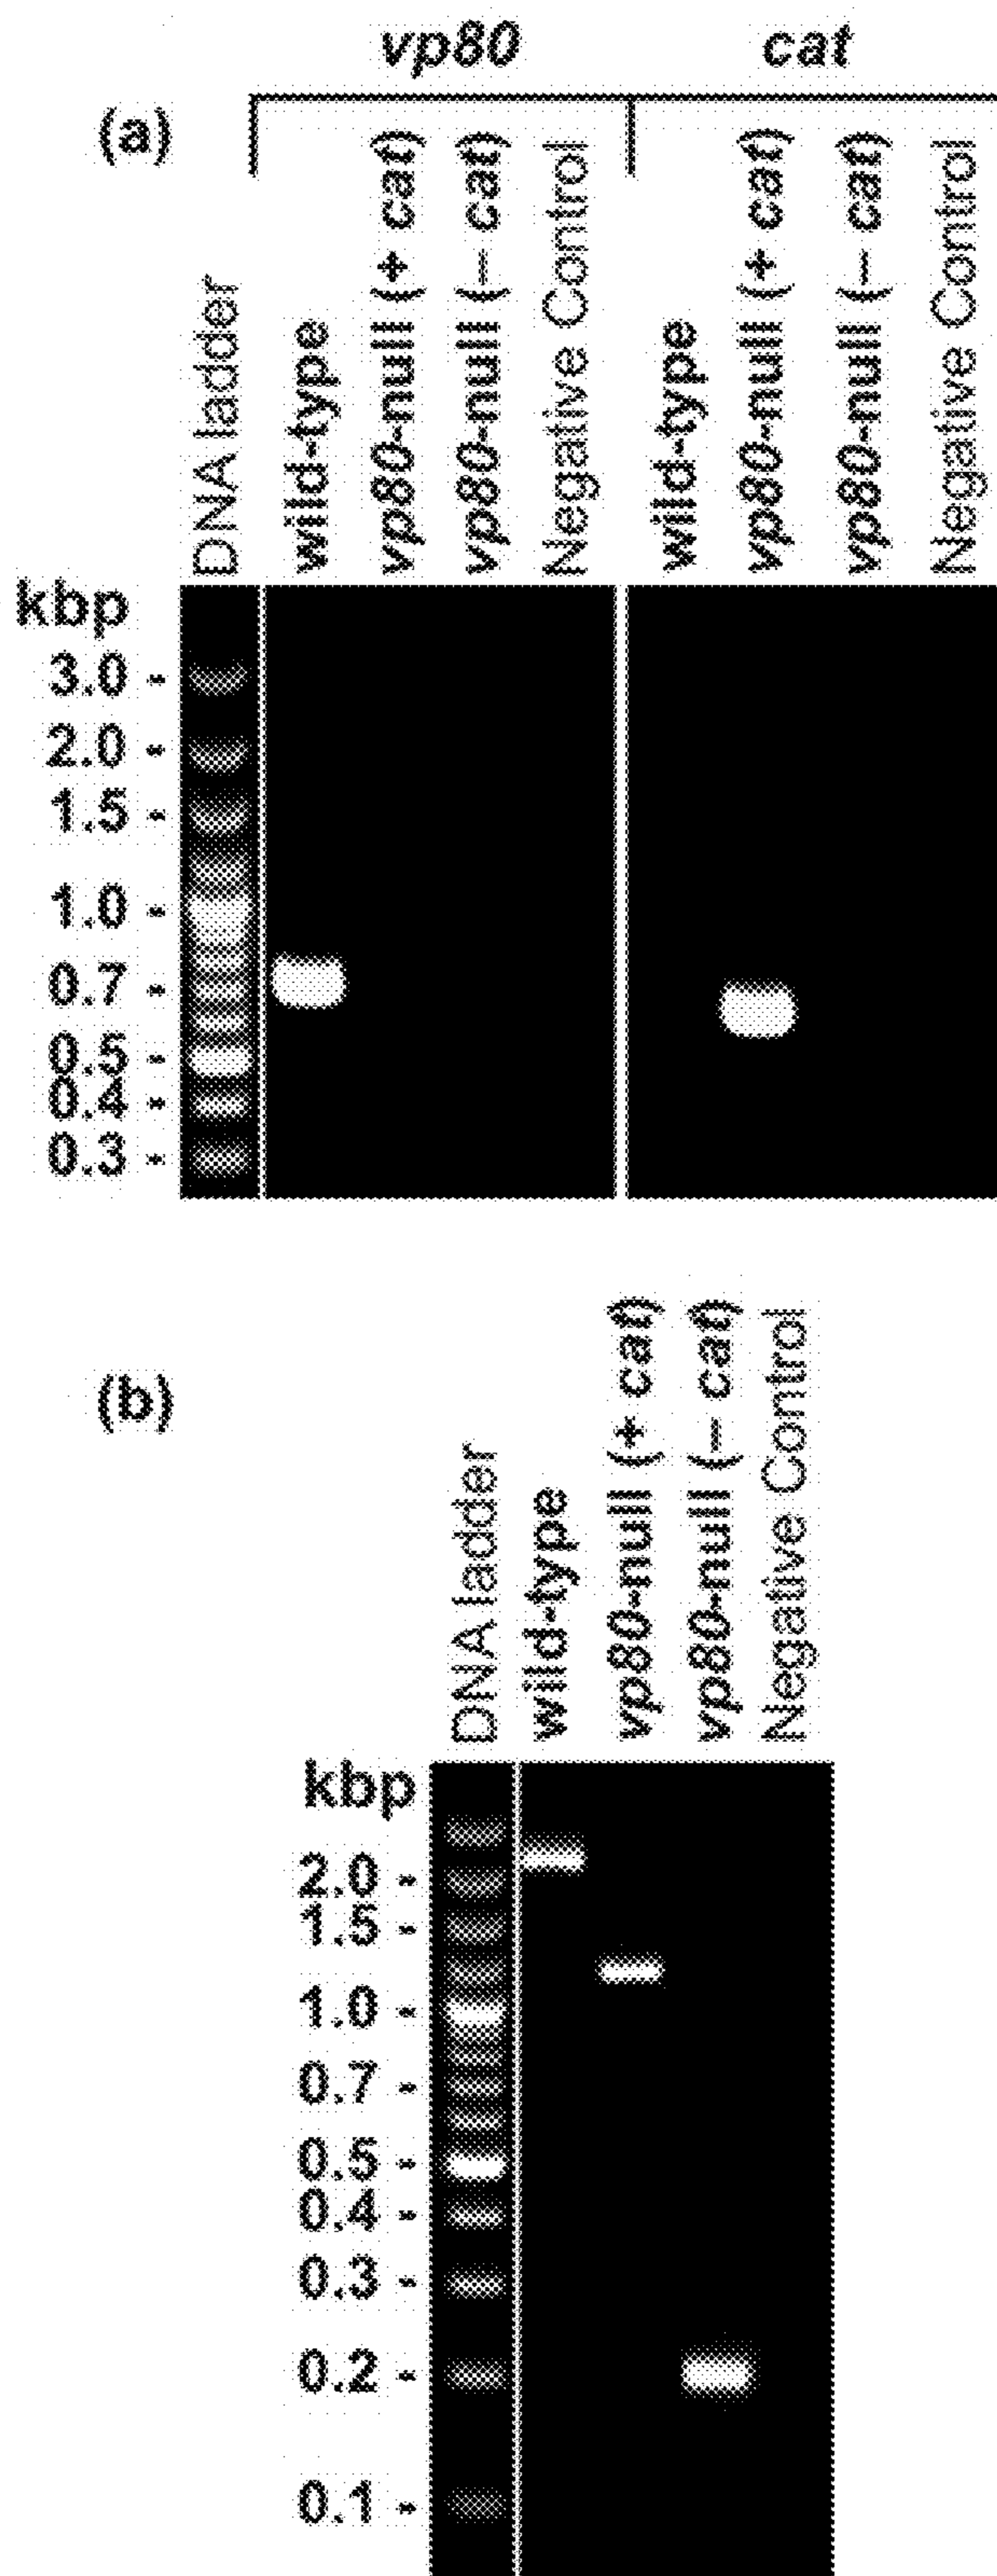 vp80 cat
(a)
DNA ladder
wild-type
vp80-null (+ cat)
vp80-null (– cat)
Negative Control
wild-type
vp80-null (+ cat)
vp80-null (– cat)
Negative Control
kbp
3.0 -
2.0 -
1.5 -
1.0 -
0.7 -
0.5 -
0.4 -
0.3 -
(b)
DNA ladder
wild-type
vp80-null (+ cat)
vp80-null (– cat)
Negative Control
kbp
2.0 -
1.5 -
1.0 -
0.7 -
0.5 -
0.4 -
0.3 -
0.2 -
0.1 -